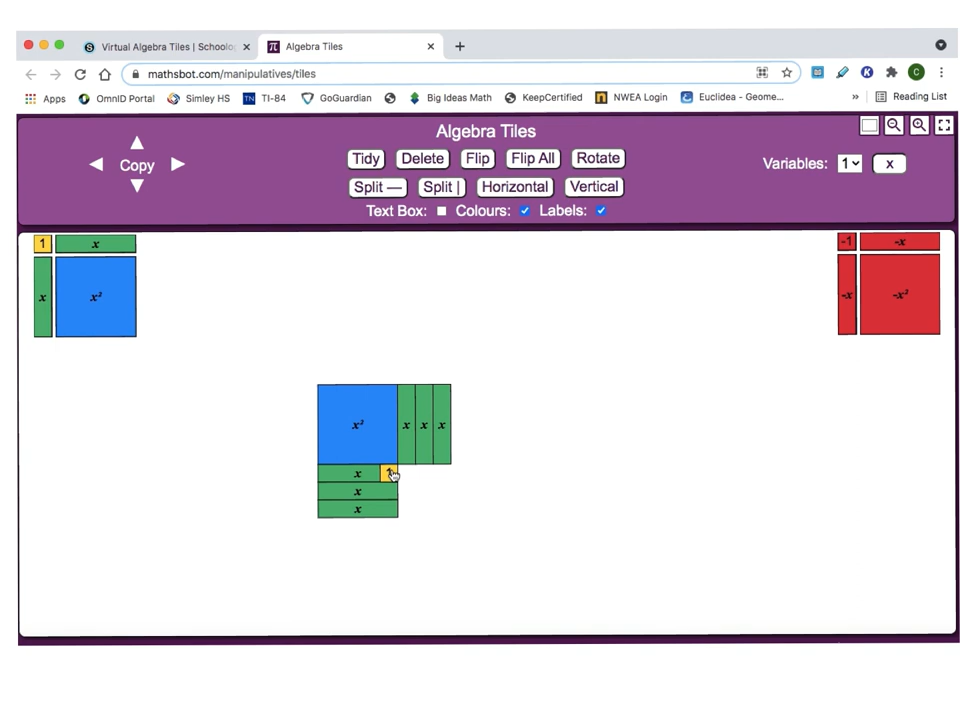 Virtual Algebra Tiles | Schoolo
Algebra Tiles
mathsbot.com/manipulatives/tiles
Apps OmniD Portal Simley HS TI-84 GoGuardian Big Ideas Math KeepCertified NWEA Login Euclidea - Geome... » Reading List
Algebra Tiles
Copy
Tidy Delete Flip Flip All Rotate
Split — Split | Horizontal Vertical
Text Box: Colours: Labels:
Variables: 1 x
1 x
x x²
-1 -x
-x -x²
x² x x x
x 1
x
x